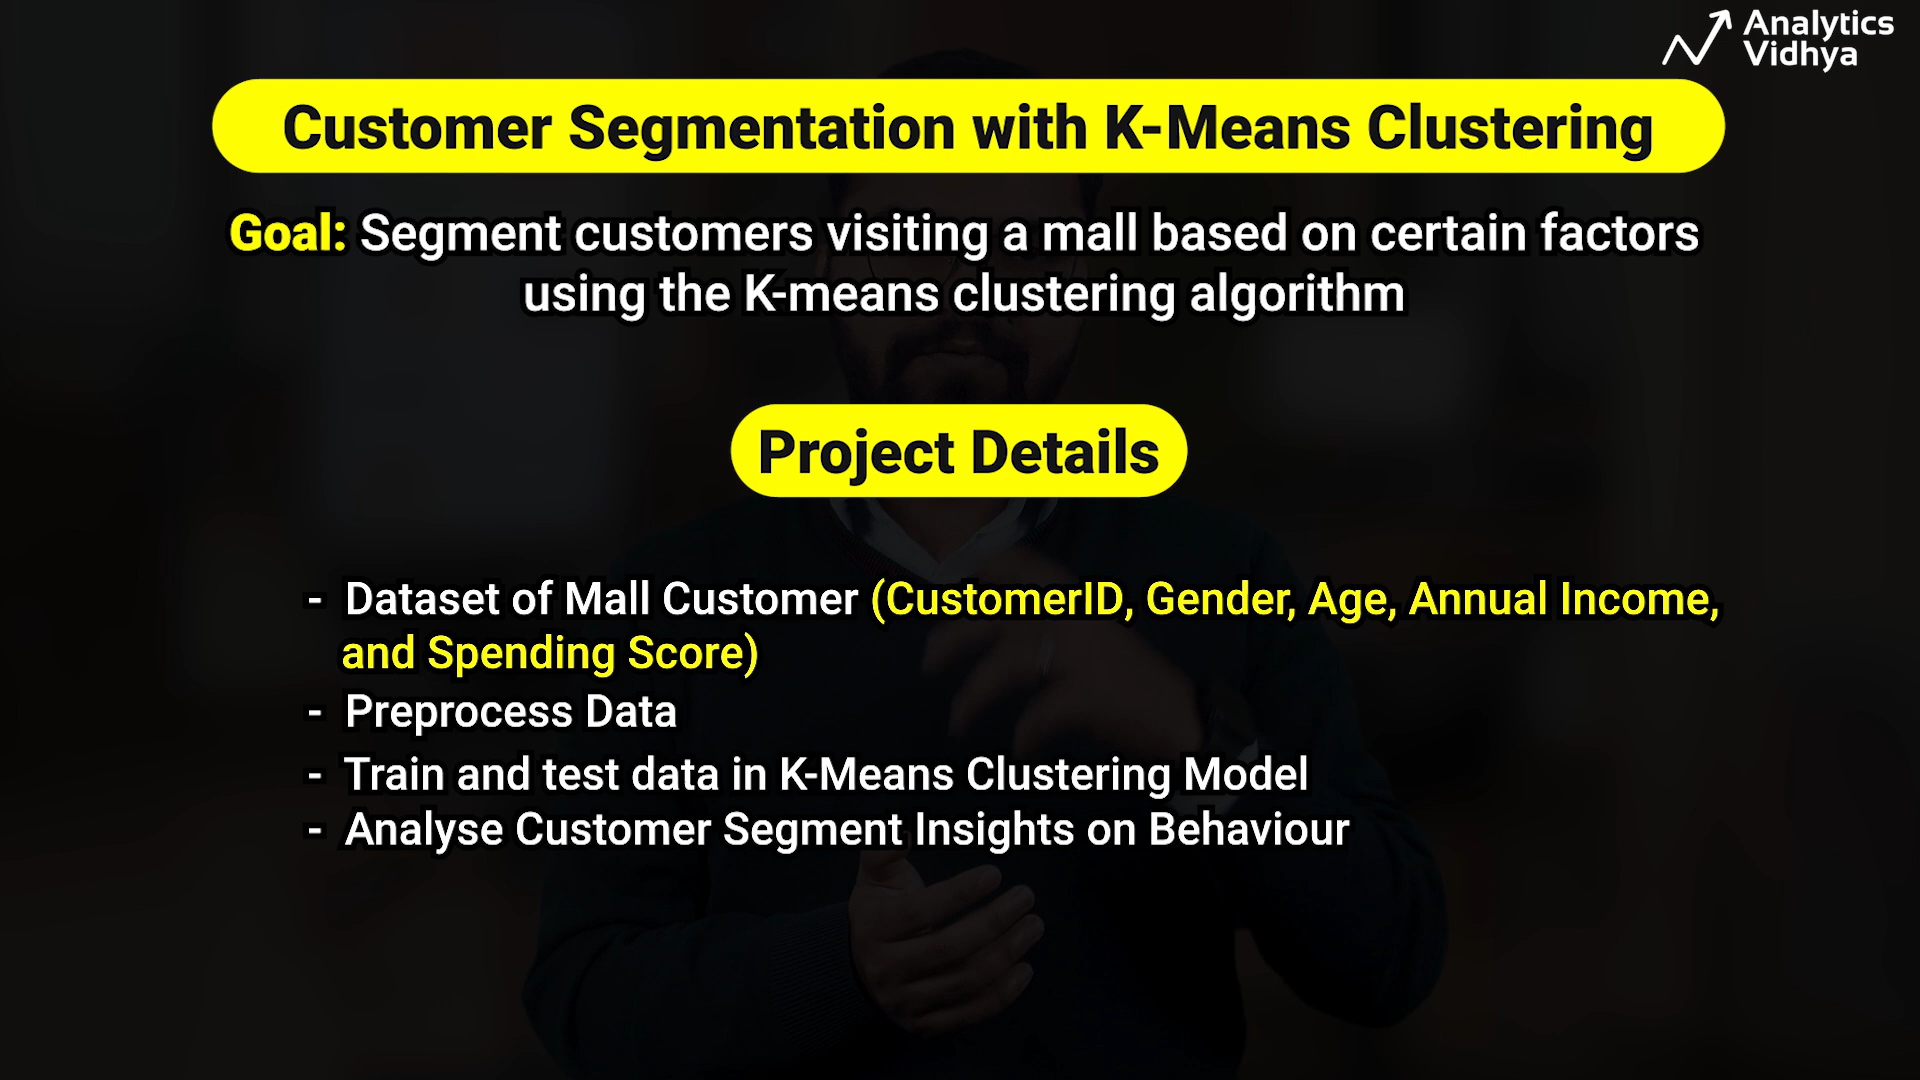 Analytics
Vidhya
Customer Segmentation with K-Means Clustering
Goal: Segment customers visiting a mall based on certain factors
using the K-means clustering algorithm
Project Details
- Dataset of Mall Customer (CustomerID, Gender, Age, Annual Income,
and Spending Score)
- Preprocess Data
- Train and test data in K-Means Clustering Model
- Analyse Customer Segment Insights on Behaviour